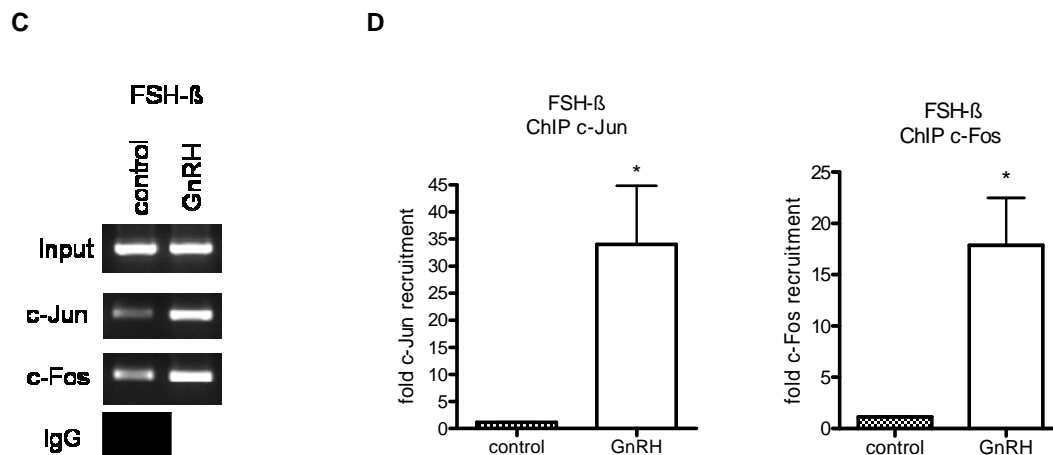 C
FSH-ß
control
GnRH
Input
c-Jun
c-Fos
IgG
D
FSH-ß
ChIP c-Jun
*
fold c-Jun recruitment
45
40
35
30
25
20
15
10
5
0
control
GnRH
FSH-ß
ChIP c-Fos
*
fold c-Fos recruitment
25
20
15
10
5
0
control
GnRH